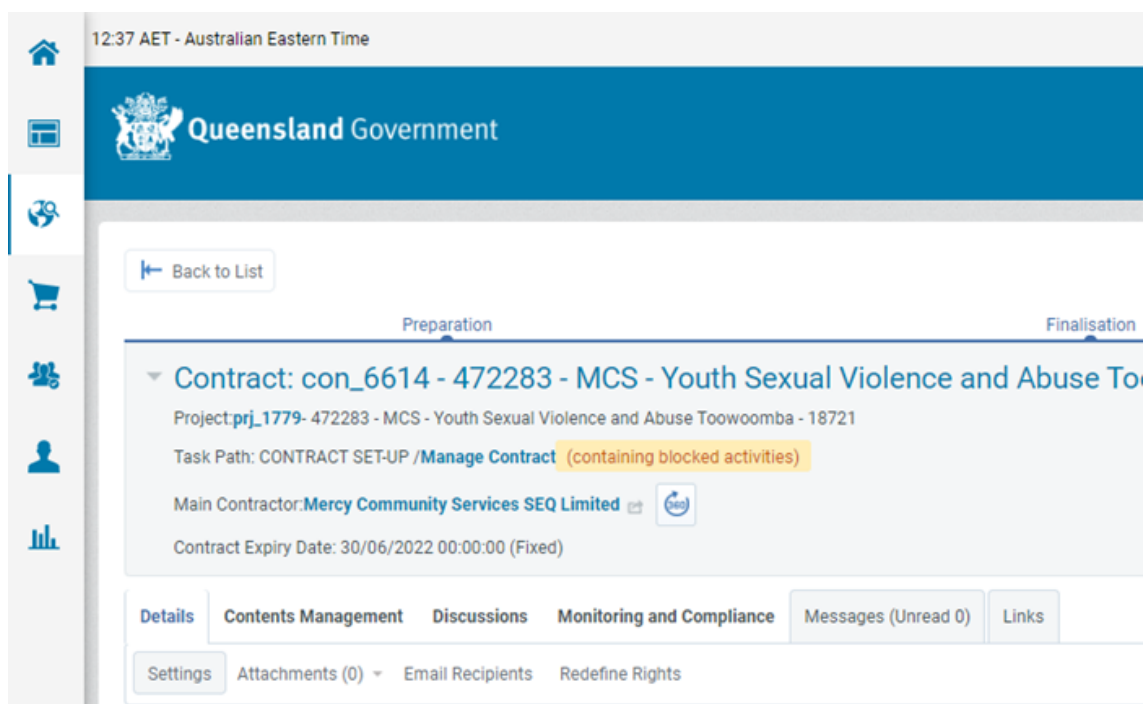 12:37 AET - Australian Eastern Time
Queensland Government
Back to List
Preparation
Finalisation
Contract: con_6614 - 472283 - MCS - Youth Sexual Violence and Abuse To
Project:prj_1779- 472283 - MCS - Youth Sexual Violence and Abuse Toowoomba - 18721
Task Path: CONTRACT SET-UP /Manage Contract (containing blocked activities)
Main Contractor:Mercy Community Services SEQ Limited 360
Contract Expiry Date: 30/06/2022 00:00:00 (Fixed)
Details Contents Management Discussions Monitoring and Compliance Messages (Unread 0) Links
Settings Attachments (0) Email Recipients Redefine Rights